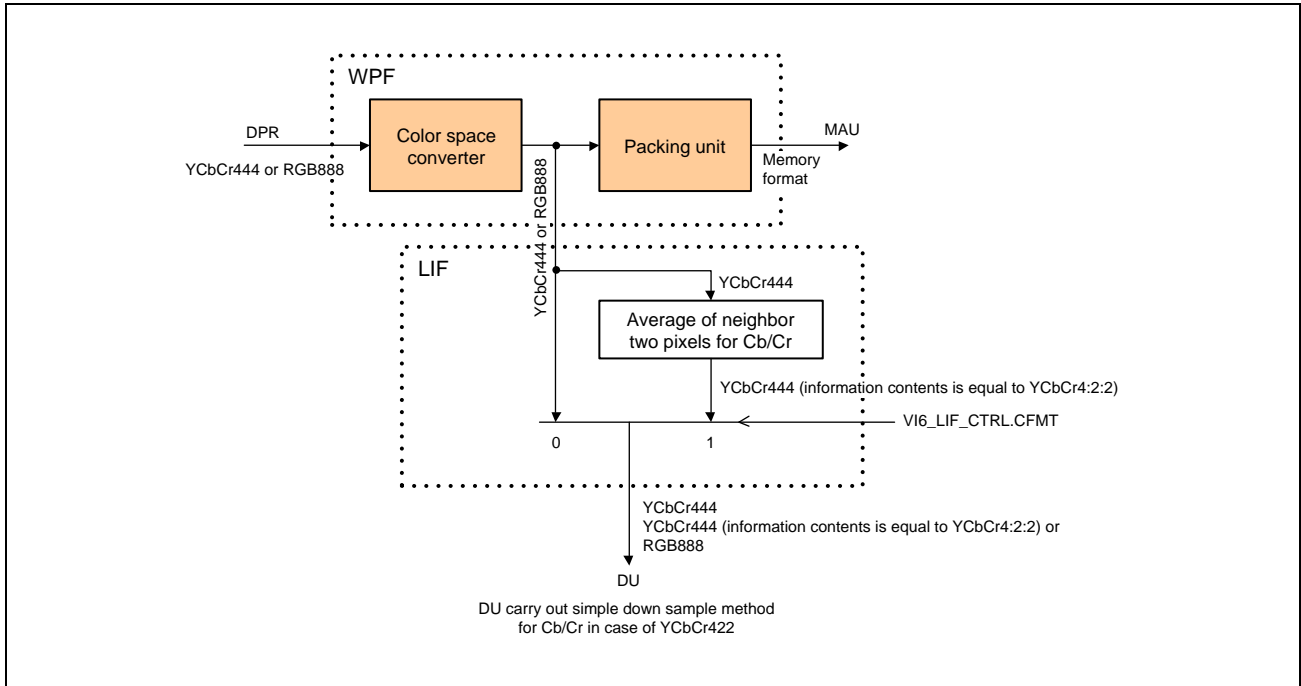 WPF
DPR
YCbCr444 or RGB888
Color space
converter
Packing unit
MAU
Memory
format
YCbCr444 or RGB888
LIF
YCbCr444
Average of neighbor
two pixels for Cb/Cr
YCbCr444 (information contents is equal to YCbCr4:2:2)
VI6_LIF_CTRL.CFMT
0
1
YCbCr444
YCbCr444 (information contents is equal to YCbCr4:2:2) or
RGB888
DU
DU carry out simple down sample method
for Cb/Cr in case of YCbCr422